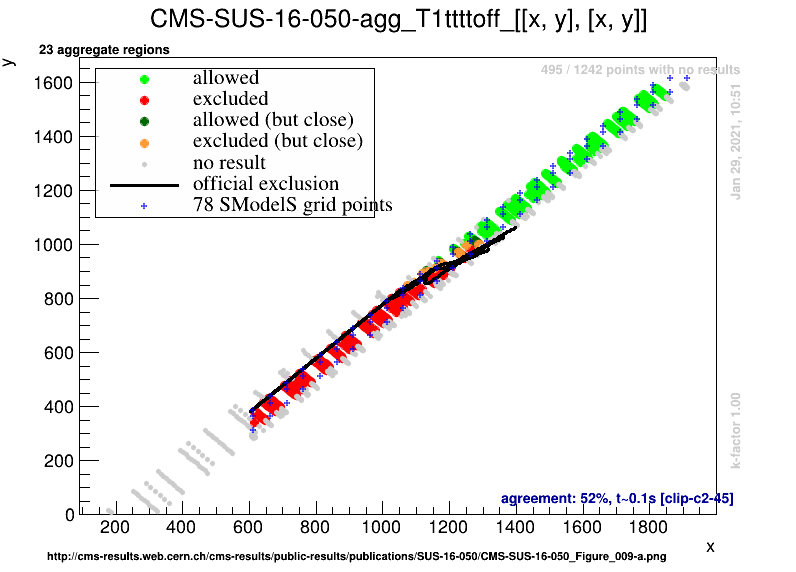 CMS-SUS-16-050-agg_T1ttttoff_[[x, y], [x, y]]
23 aggregate regions
y
495 / 1242 points with no results
allowed
excluded
allowed (but close)
excluded (but close)
no result
official exclusion
78 SModelS grid points
Jan 29, 2021, 10:51
1600
1400
1200
1000
800
600
400
200
0
k-factor 1.00
agreement: 52%, t~0.1s [clip-c2-45]
200 400 600 800 1000 1200 1400 1600 1800
x
http://cms-results.web.cern.ch/cms-results/public-results/publications/SUS-16-050/CMS-SUS-16-050_Figure_009-a.png